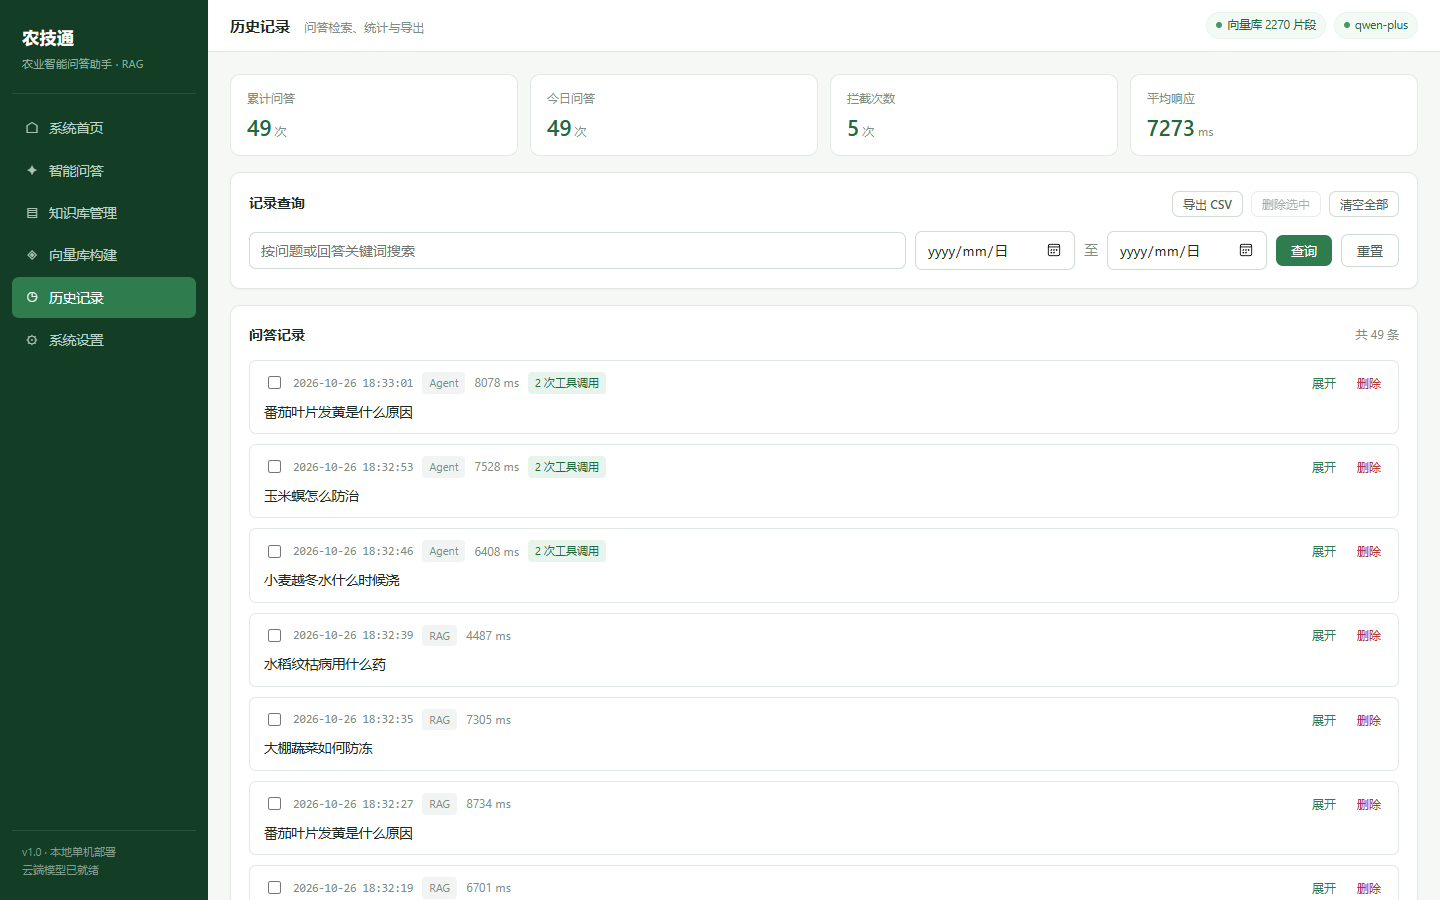 农技通
农业智能问答助手 · RAG
系统首页
智能问答
知识库管理
向量库构建
历史记录
系统设置
v1.0 · 本地单机部署
云端模型已就绪
历史记录 问答检索、统计与导出
向量库 2270 片段
qwen-plus
累计问答
49 次
今日问答
49 次
拦截次数
5 次
平均响应
7273 ms
记录查询
导出 CSV
删除选中
清空全部
按问题或回答关键词搜索
yyyy/mm/日 至 yyyy/mm/日
查询
重置
问答记录
共 49 条
2026-10-26 18:33:01 Agent 8078 ms 2 次工具调用 展开 删除
番茄叶片发黄是什么原因
2026-10-26 18:32:53 Agent 7528 ms 2 次工具调用 展开 删除
玉米螟怎么防治
2026-10-26 18:32:46 Agent 6408 ms 2 次工具调用 展开 删除
小麦越冬水什么时候浇
2026-10-26 18:32:39 RAG 4487 ms 展开 删除
水稻纹枯病用什么药
2026-10-26 18:32:35 RAG 7305 ms 展开 删除
大棚蔬菜如何防冻
2026-10-26 18:32:27 RAG 8734 ms 展开 删除
番茄叶片发黄是什么原因
2026-10-26 18:32:19 RAG 6701 ms 展开 删除